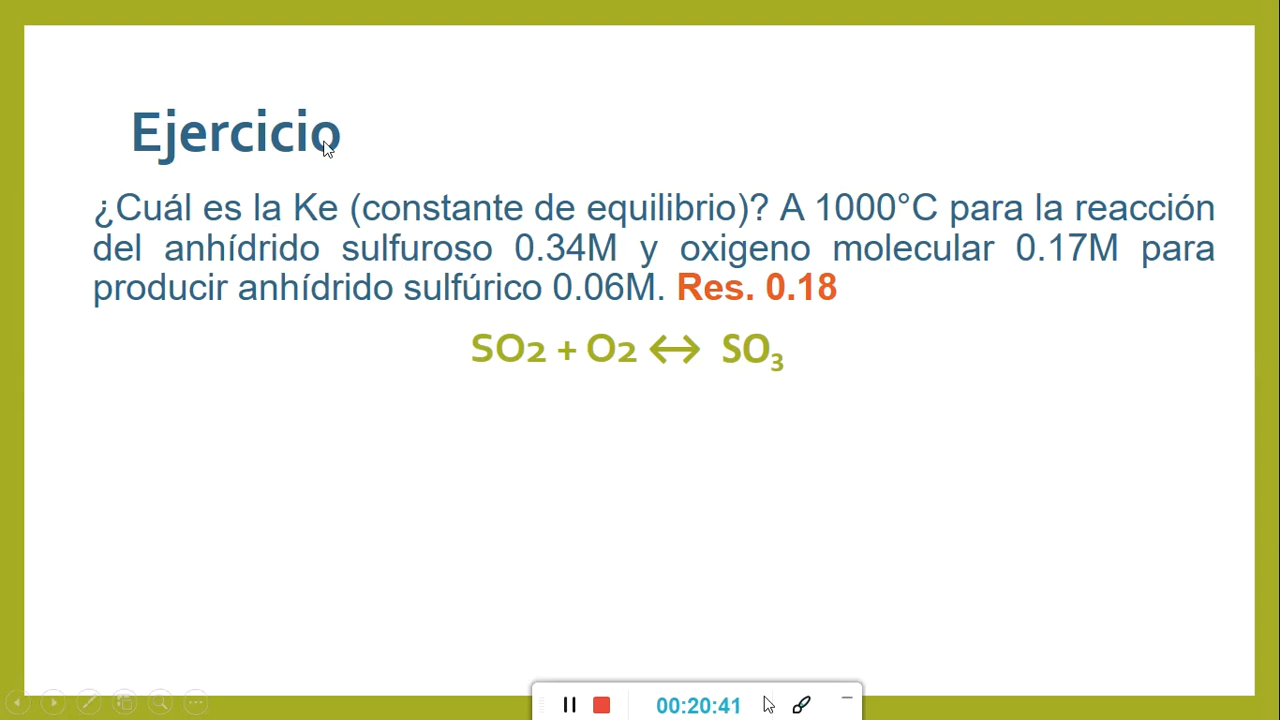 Ejercicio
¿Cuál es la Ke (constante de equilibrio)? A 1000°C para la reacción
del anhídrido sulfuroso 0.34M y oxigeno molecular 0.17M para
producir anhídrido sulfúrico 0.06M. Res. 0.18
SO2 + O2 ↔ SO₃
00:20:41